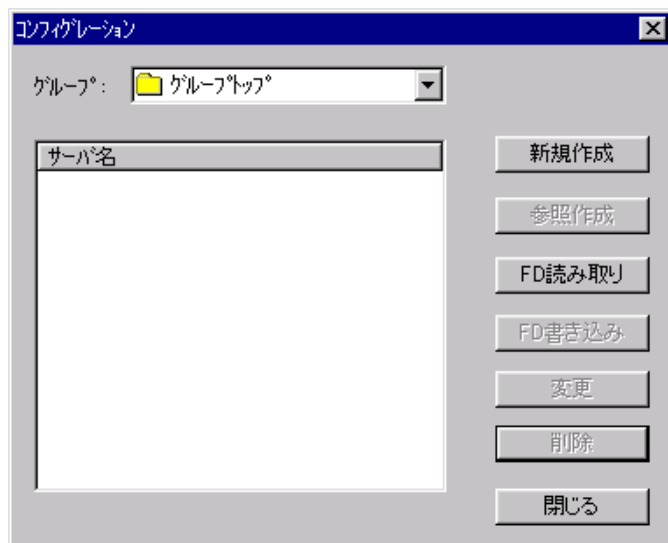 ｺﾝﾌｨｸﾞﾚｰｼｮﾝ
ｸﾞﾙｰﾌﾟ: ｸﾞﾙｰﾌﾟﾄｯﾌﾟ
サーバ名
新規作成
参照作成
FD読み取り
FD書き込み
変更
削除
閉じる